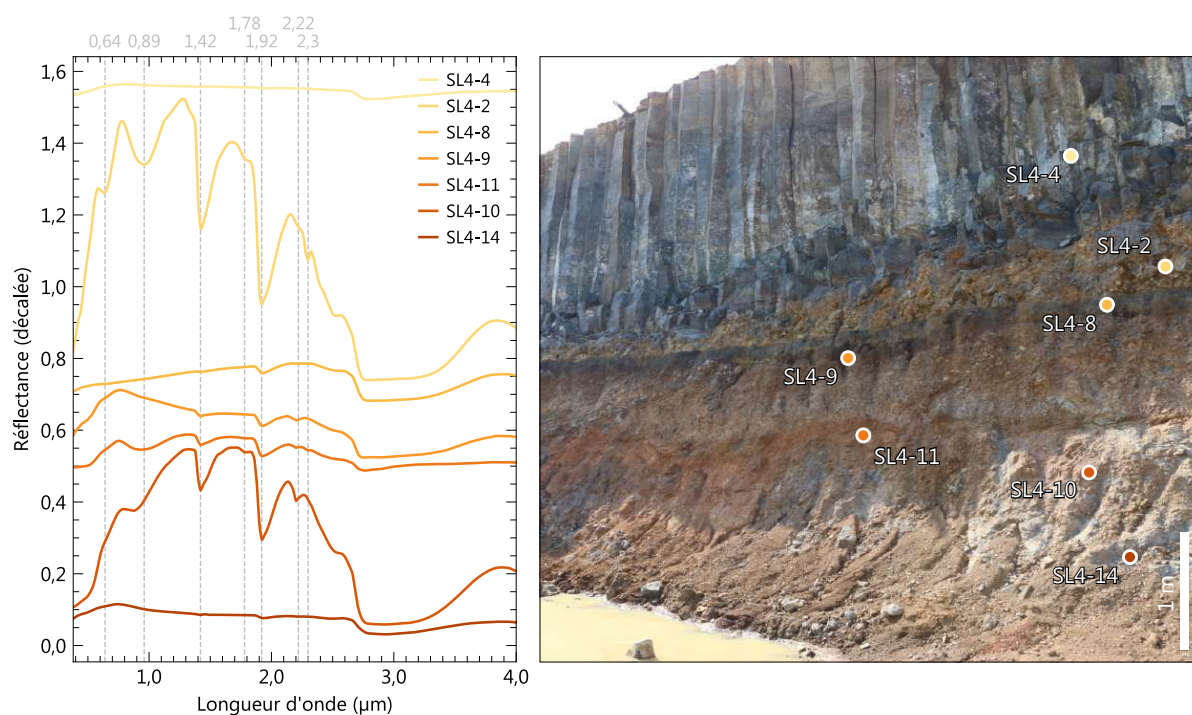 1,78 2,22
0,64 0,89 1,42 1,92 2,3
1,6
1,4
1,2
1,0
0,8
0,6
0,4
0,2
0,0
Réflectance (décalée)
SL4-4
SL4-2
SL4-8
SL4-9
SL4-11
SL4-10
SL4-14
1,0 2,0 3,0 4,0
Longueur d'onde (µm)
SL4-4
SL4-2
SL4-8
SL4-9
SL4-11
SL4-10
SL4-14
1 m